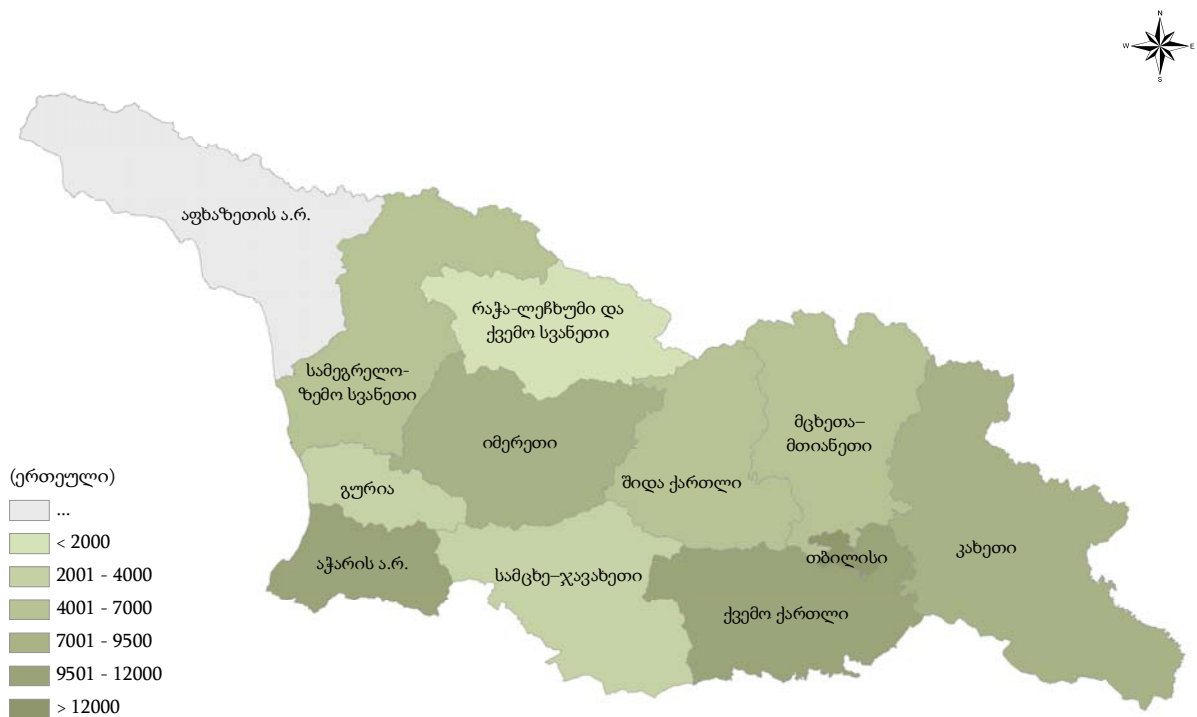 N
W E
S
აფხაზეთის ა.რ.
რაჭა-ლეჩხუმი და
ქვემო სვანეთი
სამეგრელო-
ზემო სვანეთი
იმერეთი
მცხეთა–
მთიანეთი
შიდა ქართლი
გურია
თბილისი
კახეთი
აჭარის ა.რ.
სამცხე–ჯავახეთი
ქვემო ქართლი
(ერთეული)
...
< 2000
2001 - 4000
4001 - 7000
7001 - 9500
9501 - 12000
> 12000